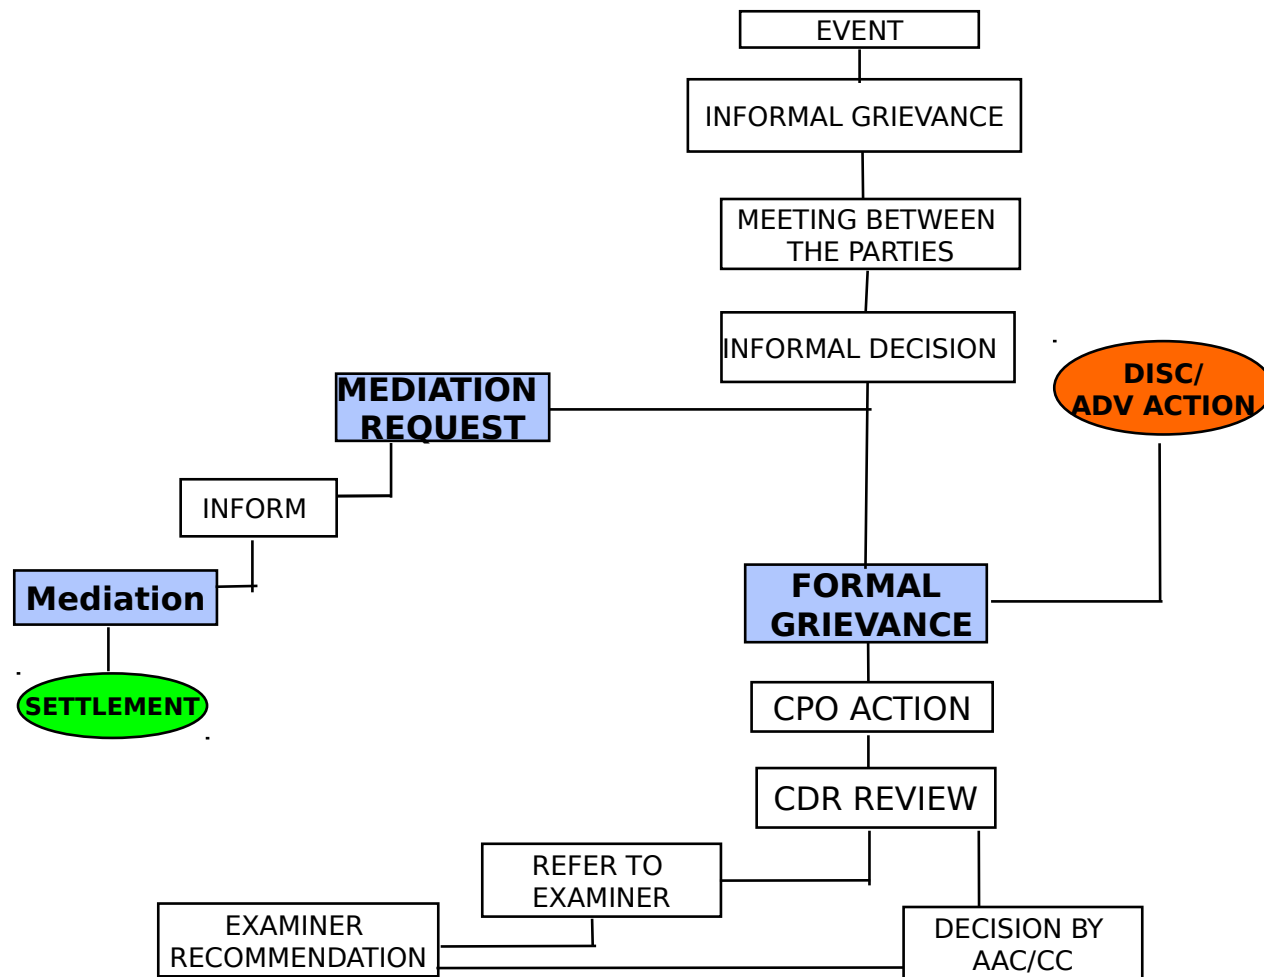 EVENT
INFORMAL GRIEVANCE
MEETING BETWEEN
THE PARTIES
INFORMAL DECISION
DISC/
ADV ACTION
MEDIATION
REQUEST
INFORM
Mediation
SETTLEMENT
FORMAL
GRIEVANCE
CPO ACTION
CDR REVIEW
REFER TO
EXAMINER
EXAMINER
RECOMMENDATION
DECISION BY
AAC/CC